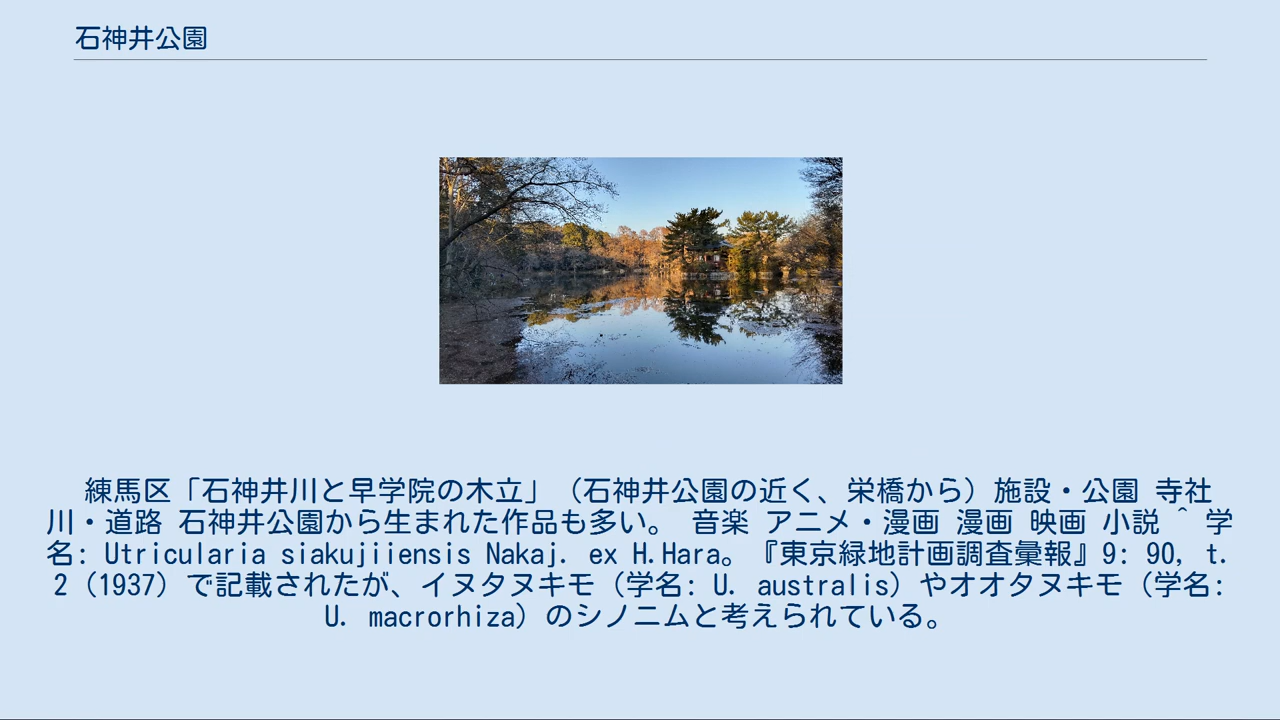 石神井公園
練馬区「石神井川と早学院の木立」（石神井公園の近く、栄橋から）施設・公園 寺社
川・道路 石神井公園から生まれた作品も多い。 音楽 アニメ・漫画 漫画 映画 小説 ^ 学
名: Utricularia siakujiiensis Nakaj. ex H.Hara。『東京緑地計画調査彙報』9: 90, t.
2（1937）で記載されたが、イヌタヌキモ（学名: U. australis）やオオタヌキモ（学名:
U. macrorhiza）のシノニムと考えられている。